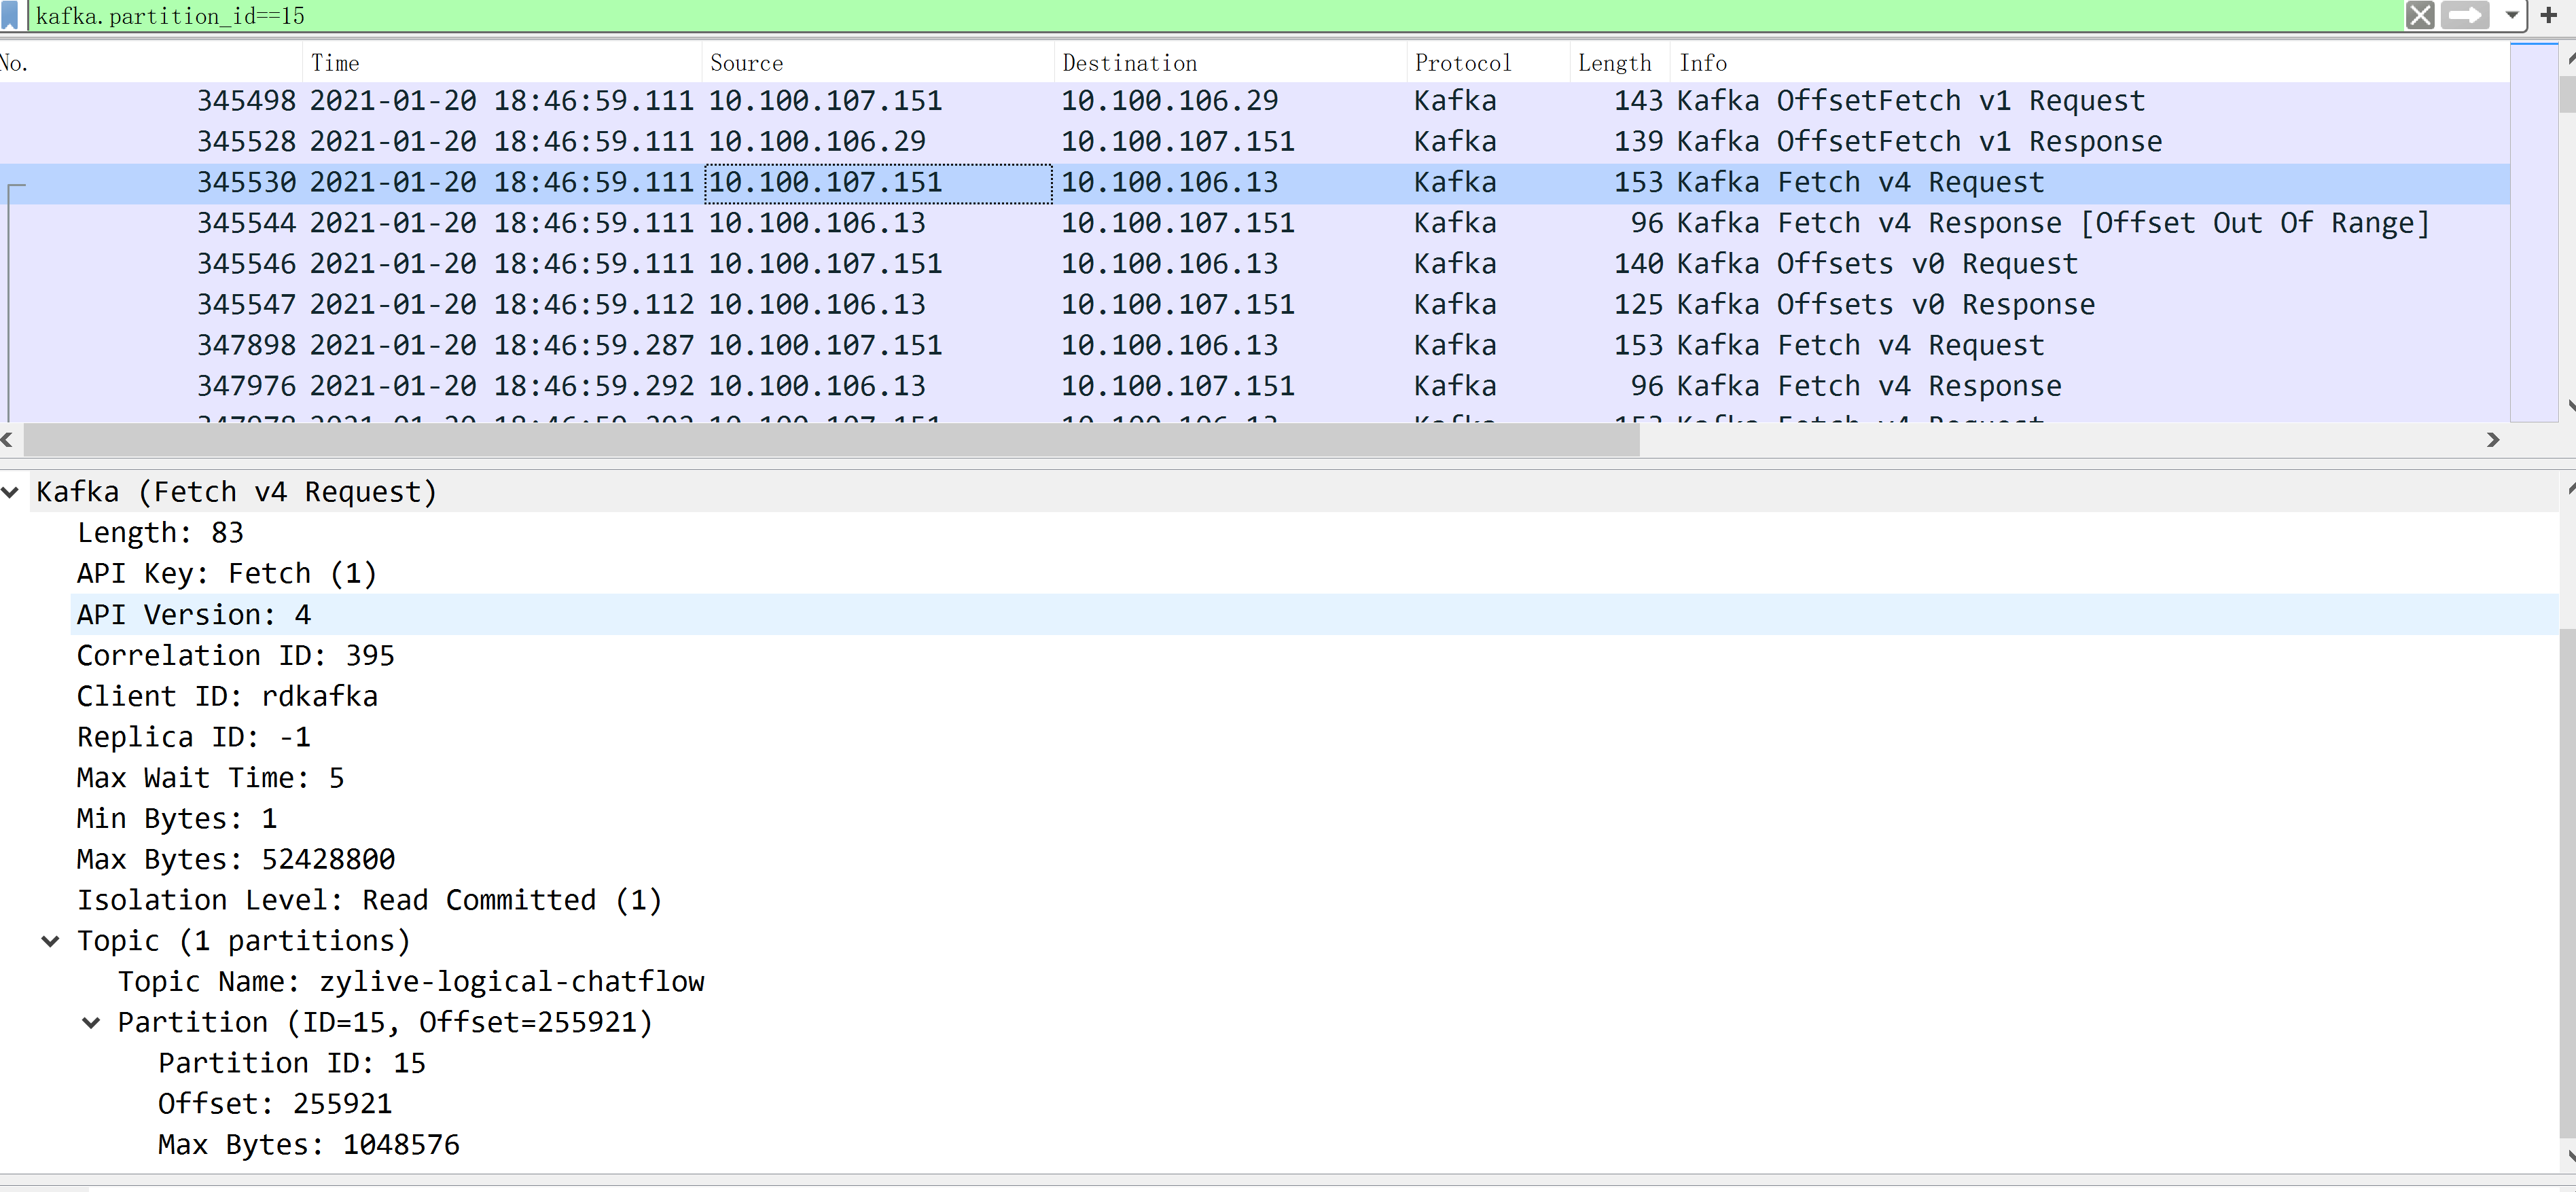 kafka.partition_id==15
No. Time Source Destination Protocol Length Info
345498 2021-01-20 18:46:59.111 10.100.107.151 10.100.106.29 Kafka 143 Kafka OffsetFetch v1 Request
345528 2021-01-20 18:46:59.111 10.100.106.29 10.100.107.151 Kafka 139 Kafka OffsetFetch v1 Response
345530 2021-01-20 18:46:59.111 10.100.107.151 10.100.106.13 Kafka 153 Kafka Fetch v4 Request
345544 2021-01-20 18:46:59.111 10.100.106.13 10.100.107.151 Kafka 96 Kafka Fetch v4 Response [Offset Out Of Range]
345546 2021-01-20 18:46:59.111 10.100.107.151 10.100.106.13 Kafka 140 Kafka Offsets v0 Request
345547 2021-01-20 18:46:59.112 10.100.106.13 10.100.107.151 Kafka 125 Kafka Offsets v0 Response
347898 2021-01-20 18:46:59.287 10.100.107.151 10.100.106.13 Kafka 153 Kafka Fetch v4 Request
347976 2021-01-20 18:46:59.292 10.100.106.13 10.100.107.151 Kafka 96 Kafka Fetch v4 Response
Kafka (Fetch v4 Request)
Length: 83
API Key: Fetch (1)
API Version: 4
Correlation ID: 395
Client ID: rdkafka
Replica ID: -1
Max Wait Time: 5
Min Bytes: 1
Max Bytes: 52428800
Isolation Level: Read Committed (1)
Topic (1 partitions)
Topic Name: zylive-logical-chatflow
Partition (ID=15, Offset=255921)
Partition ID: 15
Offset: 255921
Max Bytes: 1048576